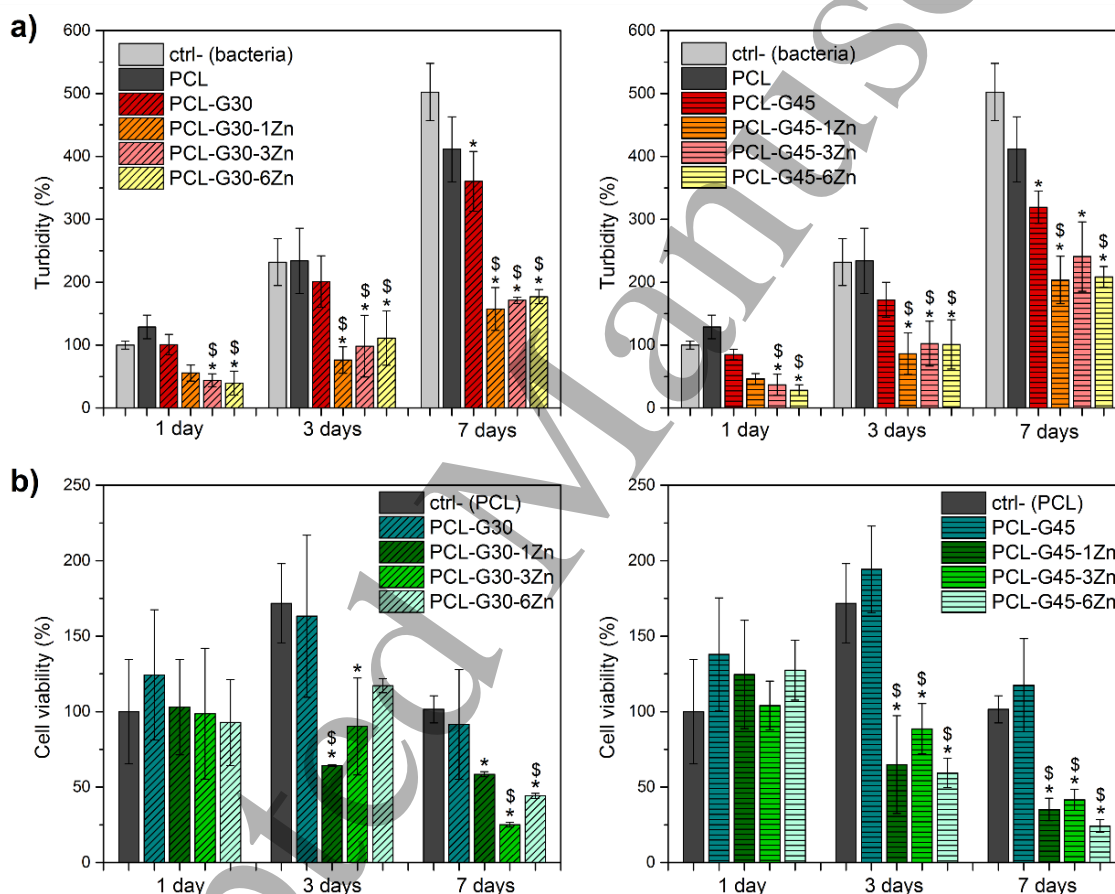 a)
600
500
400
300
200
100
0
Turbidity (%)
ctrl- (bacteria)
PCL
PCL-G30
PCL-G30-1Zn
PCL-G30-3Zn
PCL-G30-6Zn
$ * $ *
$ * $ * $ *
* $ * $ * $ *
1 day 3 days 7 days
600
500
400
300
200
100
0
Turbidity (%)
ctrl- (bacteria)
PCL
PCL-G45
PCL-G45-1Zn
PCL-G45-3Zn
PCL-G45-6Zn
$ * $ *
$ * $ * $ *
* $ * * $ *
1 day 3 days 7 days
b)
250
200
150
100
50
0
Cell viability (%)
ctrl- (PCL)
PCL-G30
PCL-G30-1Zn
PCL-G30-3Zn
PCL-G30-6Zn
$ * *
* $ * $ *
1 day 3 days 7 days
250
200
150
100
50
0
Cell viability (%)
ctrl- (PCL)
PCL-G45
PCL-G45-1Zn
PCL-G45-3Zn
PCL-G45-6Zn
$ * $ * $ *
$ * $ * $ *
1 day 3 days 7 days